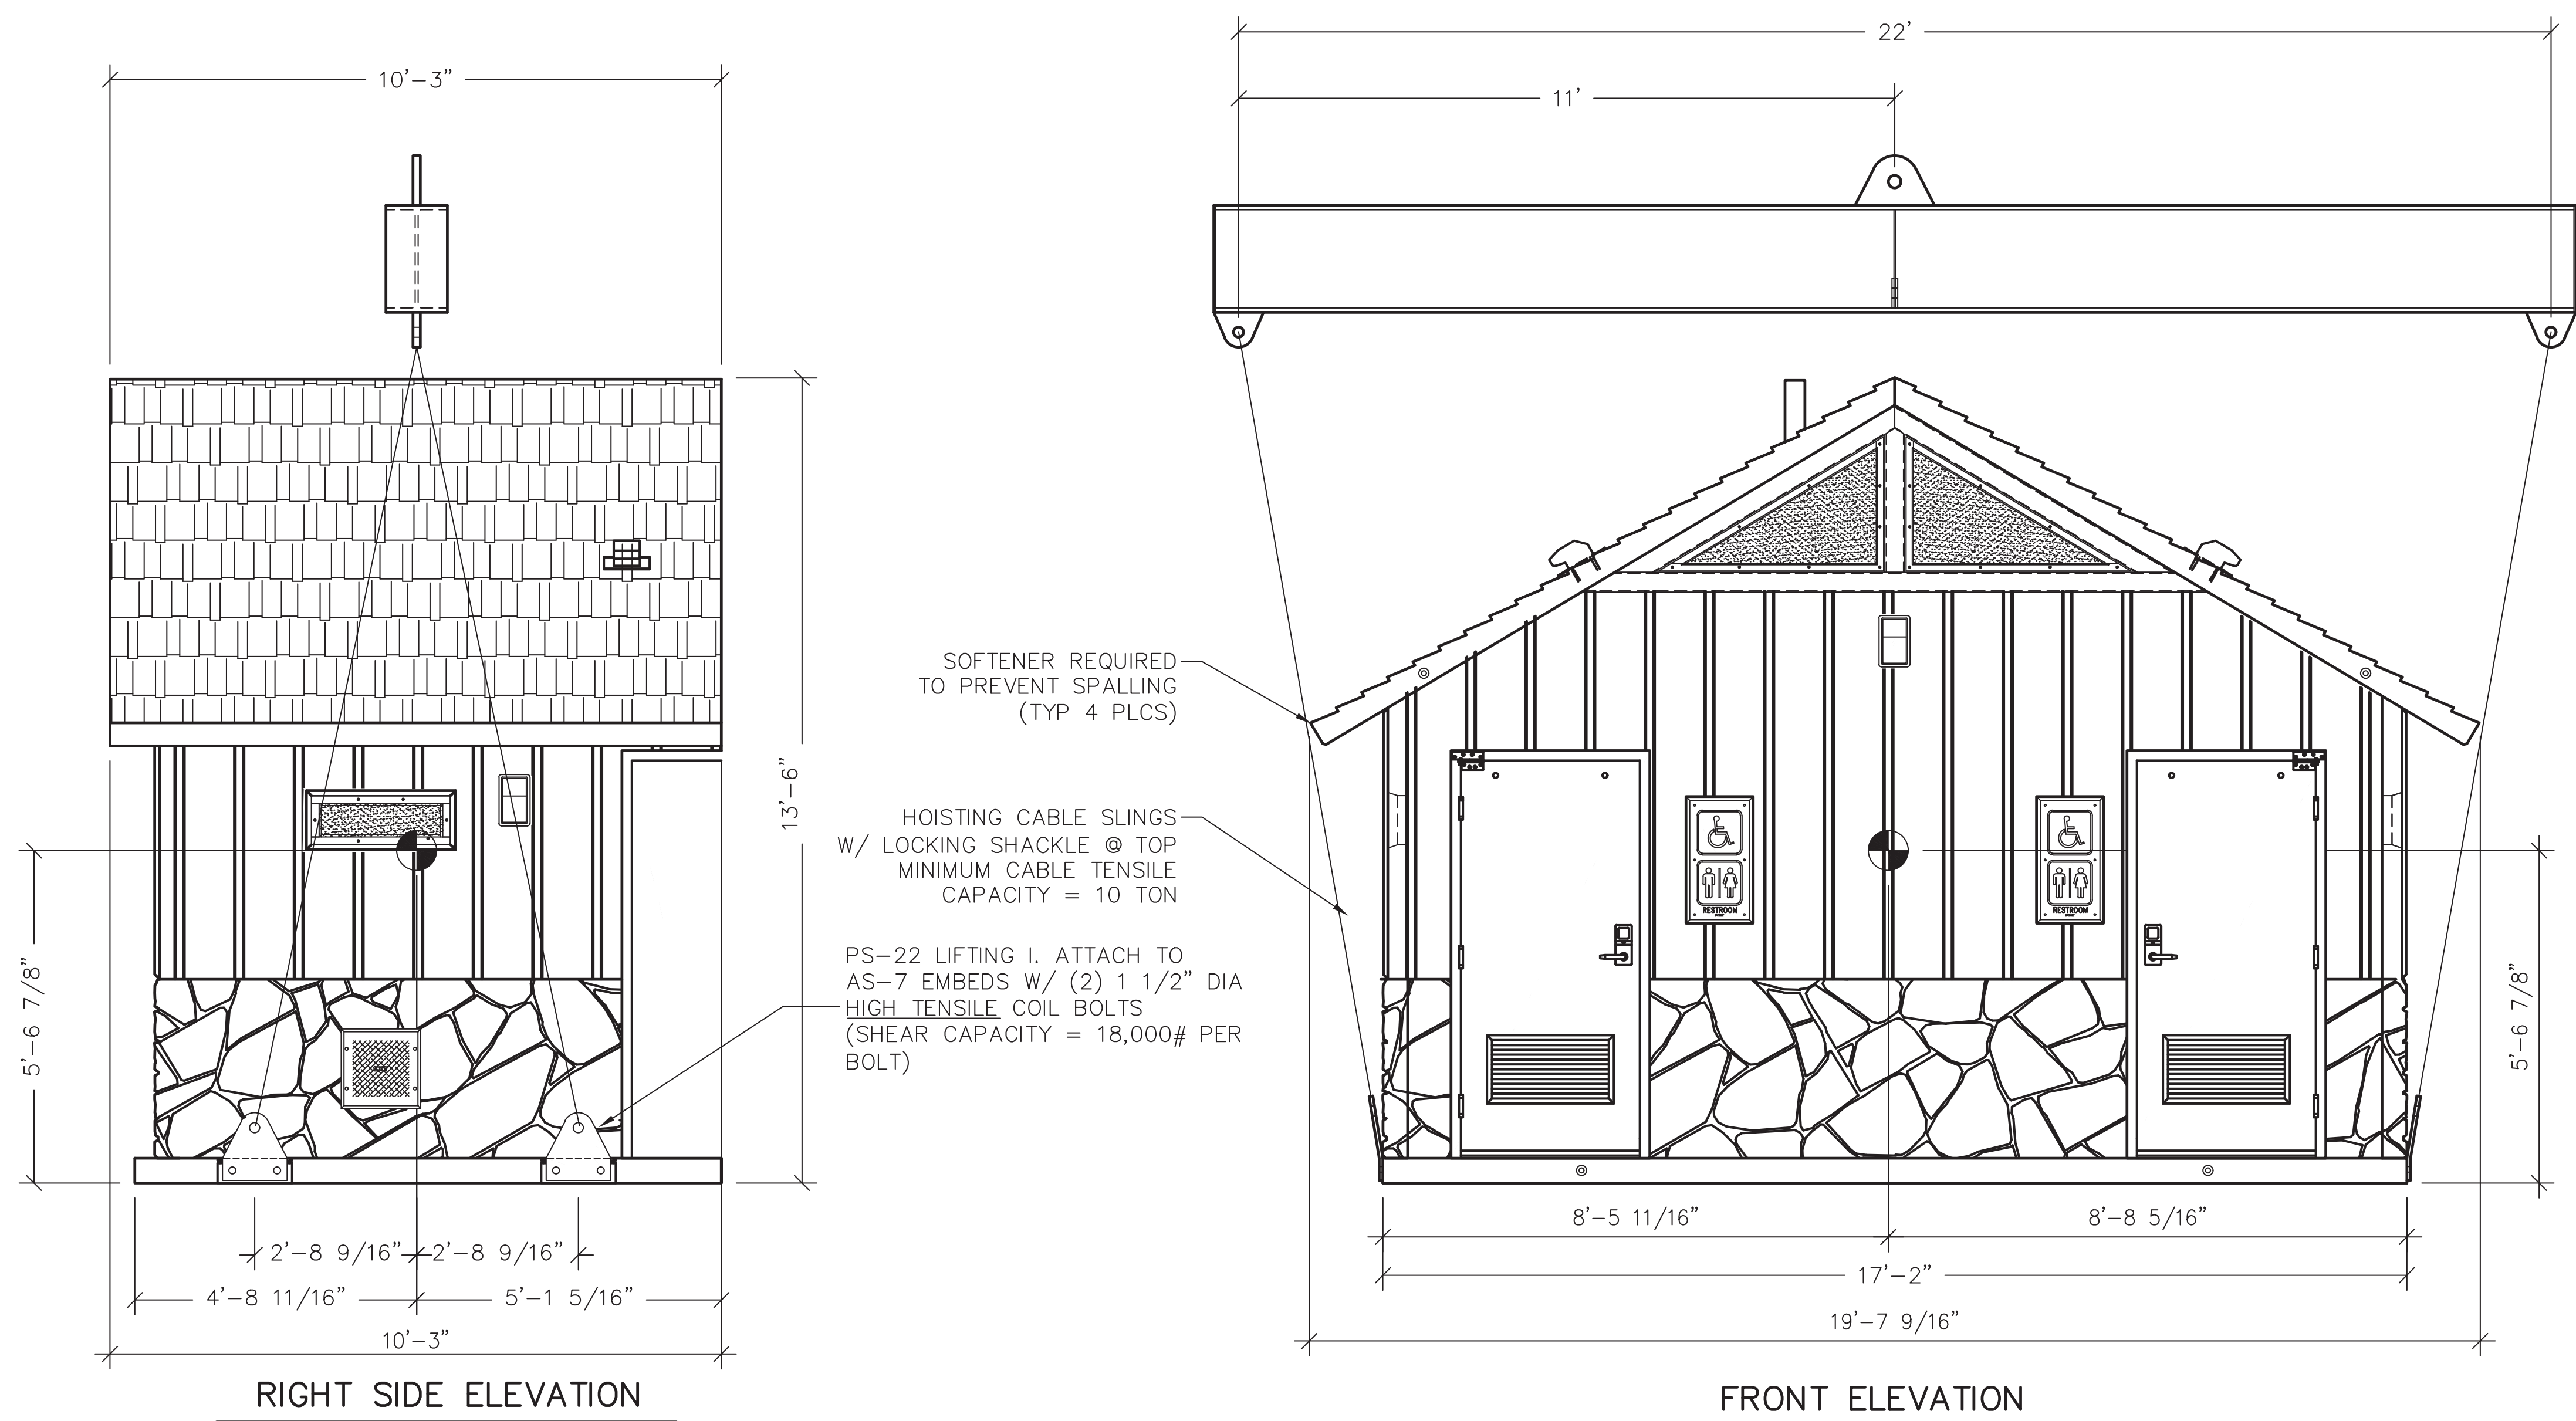 22'
10'-3"
11'
SOFTENER REQUIRED
TO PREVENT SPALLING
(TYP 4 PLCS)
13'-6"
HOISTING CABLE SLINGS
W/ LOCKING SHACKLE @ TOP
MINIMUM CABLE TENSILE
CAPACITY = 10 TON
PS-22 LIFTING I. ATTACH TO
AS-7 EMBEDS W/ (2) 1 1/2" DIA
HIGH TENSILE COIL BOLTS
(SHEAR CAPACITY = 18,000# PER
BOLT)
RESTROOM
RESTROOM
5'-6 7/8"
5'-6 7/8"
2'-8 9/16"
2'-8 9/16"
4'-8 11/16"
5'-1 5/16"
10'-3"
8'-5 11/16"
8'-8 5/16"
17'-2"
19'-7 9/16"
RIGHT SIDE ELEVATION
FRONT ELEVATION